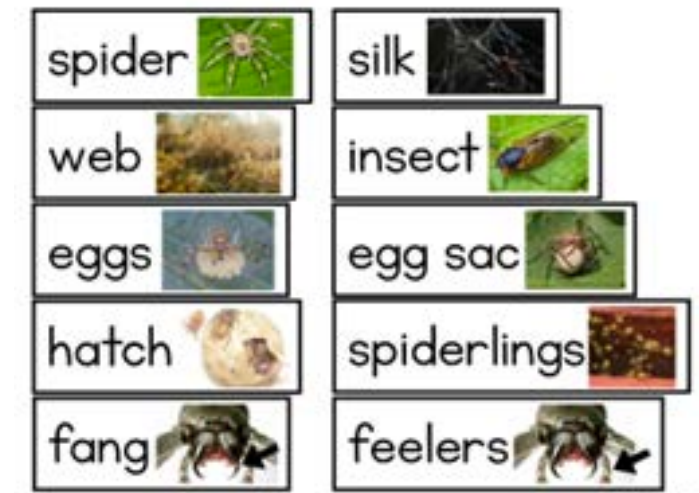 spider
silk
web
insect
eggs
egg sac
hatch
spiderlings
fang
feelers